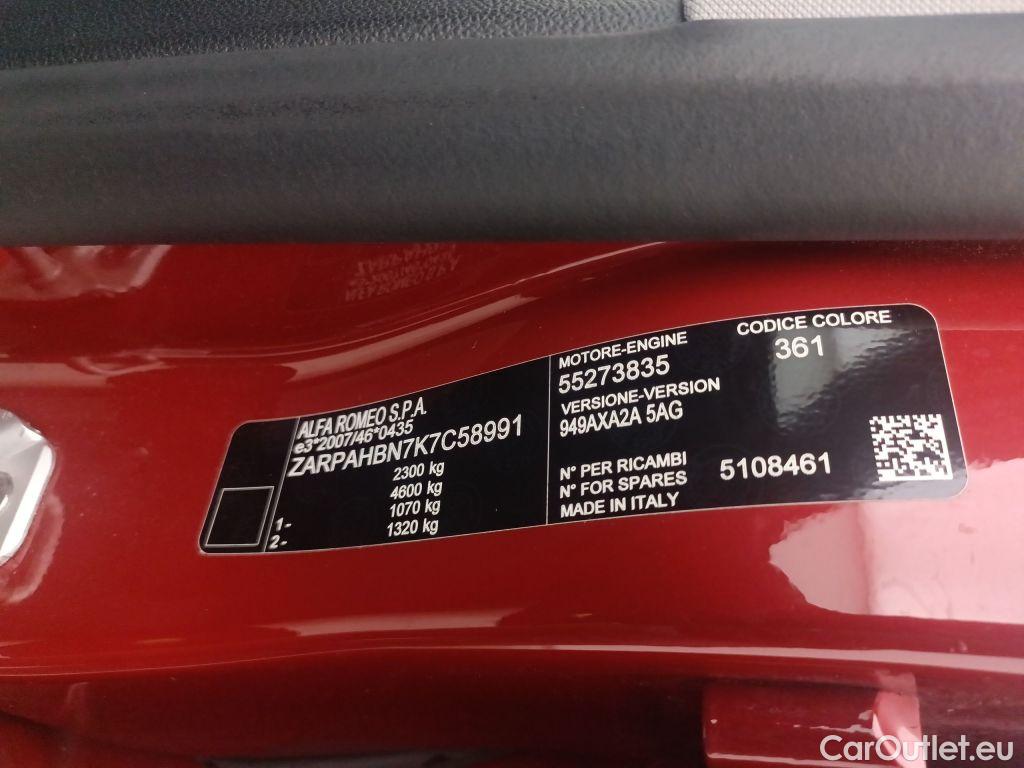 ALFA ROMEO S.P.A.
e3*2007/46*0435
ZARPAHBN7K7C58991
2300 kg
4600 kg
1- 1070 kg
2- 1320 kg
MOTORE-ENGINE
55273835
VERSIONE-VERSION
949AXA2A 5AG
CODICE COLORE
361
N° PER RICAMBI
N° FOR SPARES
5108461
MADE IN ITALY
CarOutlet.eu